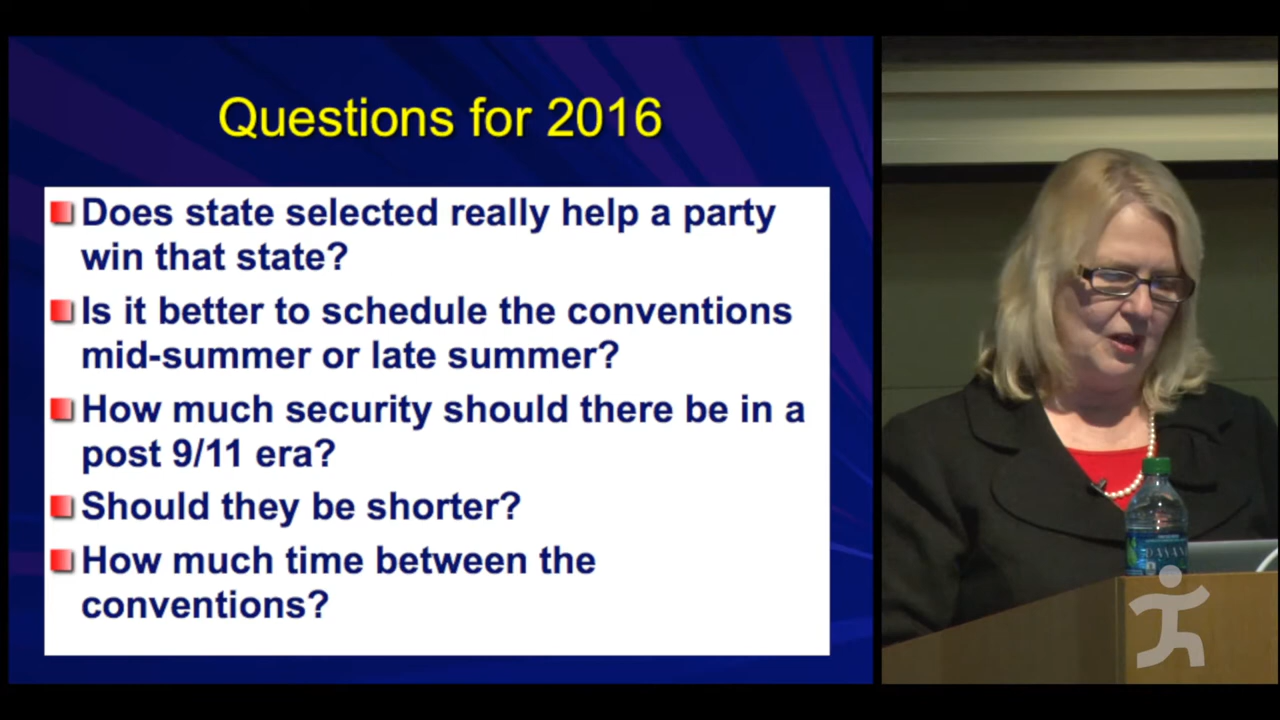 Questions for 2016
Does state selected really help a party
win that state?
Is it better to schedule the conventions
mid-summer or late summer?
How much security should there be in a
post 9/11 era?
Should they be shorter?
How much time between the
conventions?
DASANI